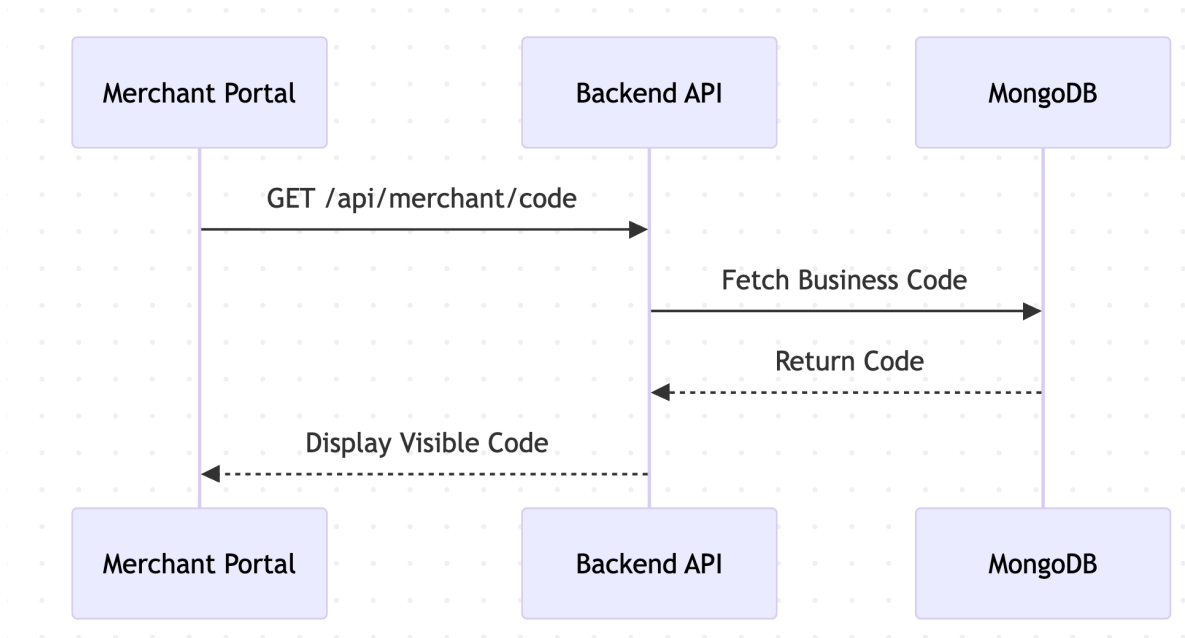 Merchant Portal
Backend API
MongoDB
GET /api/merchant/code
Fetch Business Code
Return Code
Display Visible Code
Merchant Portal
Backend API
MongoDB